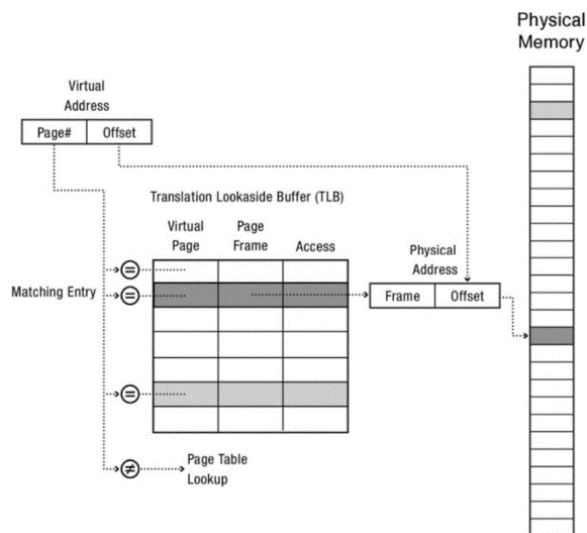 Physical
Memory
Virtual
Address
Page#
Offset
Translation Lookaside Buffer (TLB)
Virtual
Page
Page
Frame
Access
Physical
Address
=
Matching Entry
=
Frame
Offset
=
≠
Page Table
Lookup